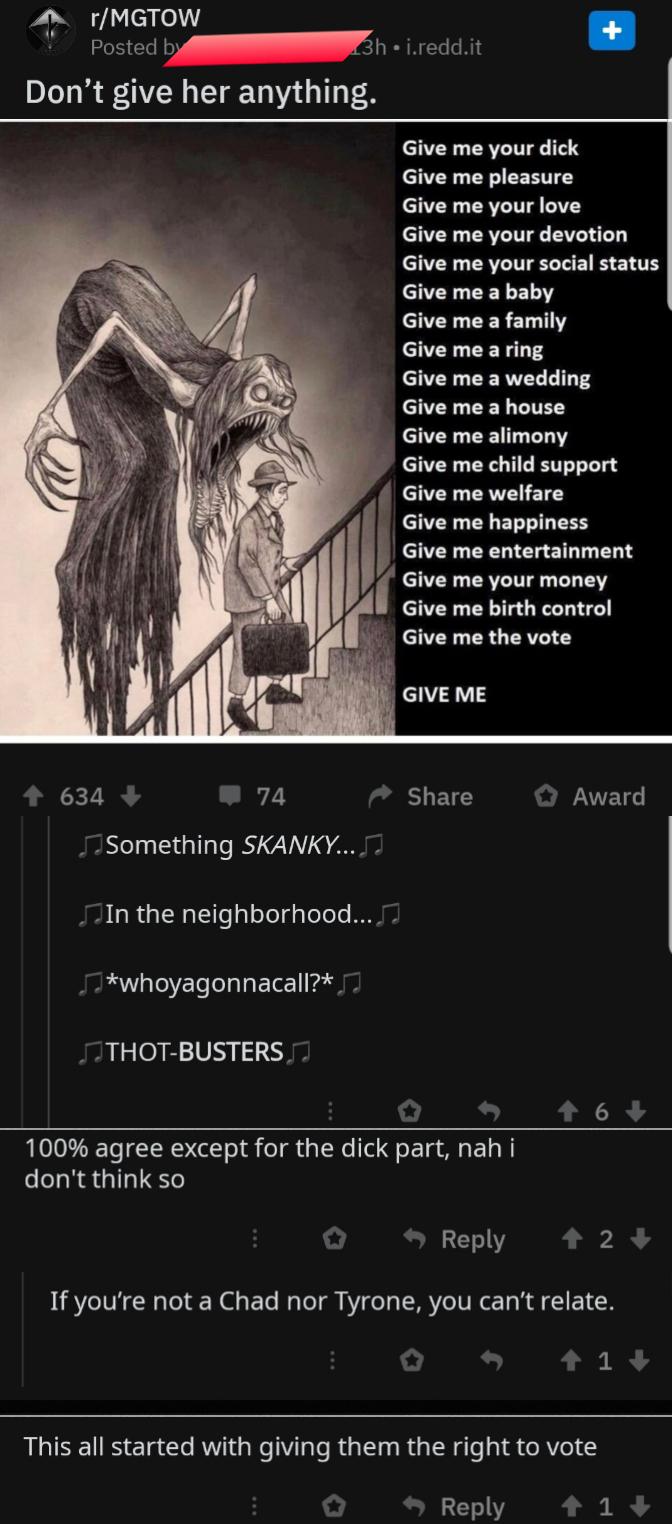 r/MGTOW
Posted by 13h • i.redd.it
Don’t give her anything.
Give me your dick
Give me pleasure
Give me your love
Give me your devotion
Give me your social status
Give me a baby
Give me a family
Give me a ring
Give me a wedding
Give me a house
Give me alimony
Give me child support
Give me welfare
Give me happiness
Give me entertainment
Give me your money
Give me birth control
Give me the vote
GIVE ME
634 74 Share Award
🎵Something SKANKY...🎵
🎵In the neighborhood...🎵
🎵*whoyagonnacall?*🎵
🎵THOT-BUSTERS🎵
6
100% agree except for the dick part, nah i
don't think so
Reply 2
If you’re not a Chad nor Tyrone, you can’t relate.
1
This all started with giving them the right to vote
Reply 1